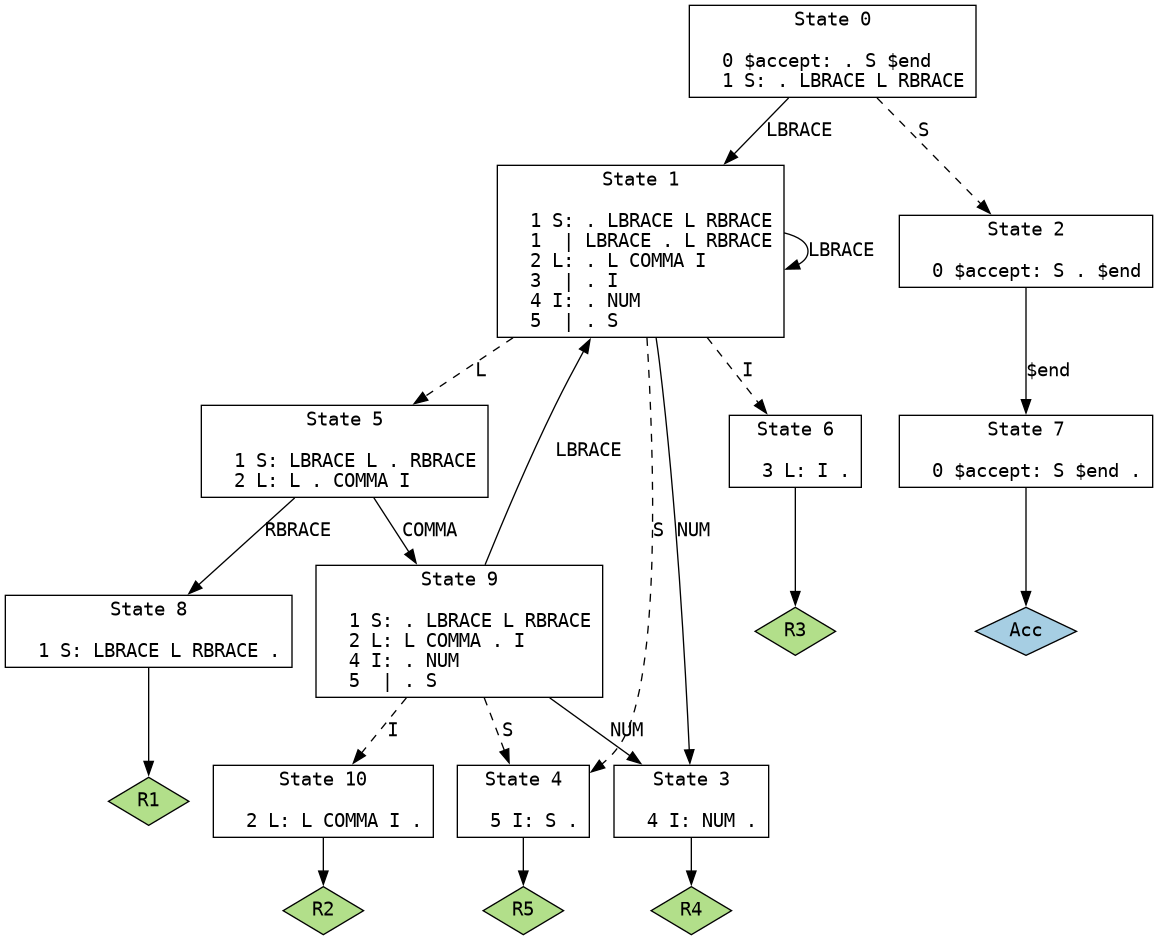 State 0
0 $accept: . S $end
1 S: . LBRACE L RBRACE
LBRACE
S
State 1
1 S: . LBRACE L RBRACE
1  | LBRACE . L RBRACE
2 L: . L COMMA I
3  | . I
4 I: . NUM
5  | . S
LBRACE
State 2
0 $accept: S . $end
L
I
$end
State 5
1 S: LBRACE L . RBRACE
2 L: L . COMMA I
LBRACE
State 6
3 L: I .
State 7
0 $accept: S $end .
RBRACE
COMMA
S
NUM
State 8
1 S: LBRACE L RBRACE .
State 9
1 S: . LBRACE L RBRACE
2 L: L COMMA . I
4 I: . NUM
5  | . S
R3
Acc
I
S
NUM
R1
State 10
2 L: L COMMA I .
State 4
5 I: S .
State 3
4 I: NUM .
R2
R5
R4